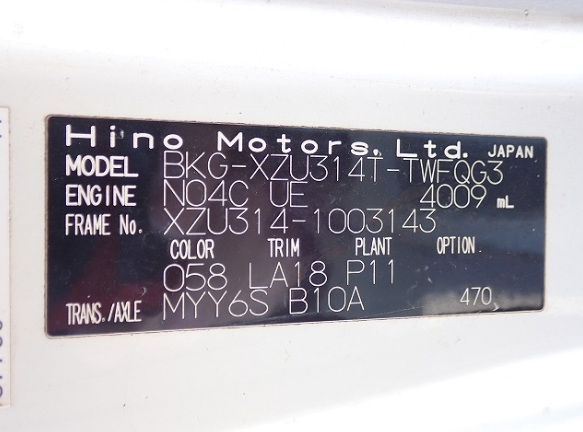 Hino Motors, Ltd. JAPAN
MODEL BKG-XZU314T-TWFQG3
ENGINE N04C UE 4009 mL
FRAME No. XZU314-1003143
COLOR TRIM PLANT OPTION
058 LA18 P11
TRANS./AXLE MYY6S B10A 470